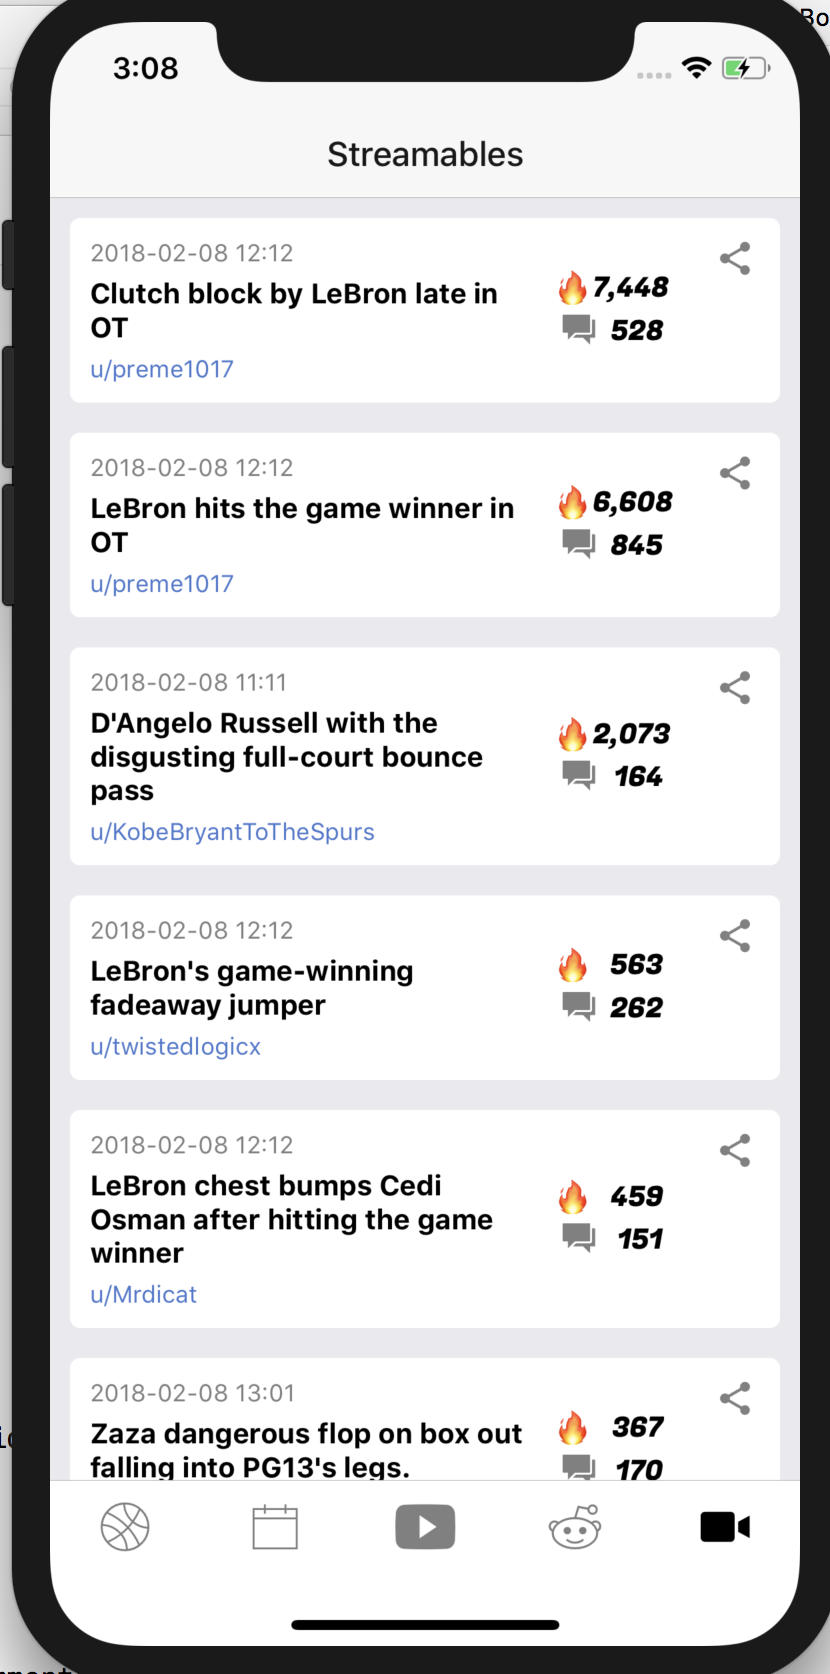 Bo
3:08
Streamables
2018-02-08 12:12
Clutch block by LeBron late in
OT
u/preme1017
7,448
528
2018-02-08 12:12
LeBron hits the game winner in
OT
u/preme1017
6,608
845
2018-02-08 11:11
D'Angelo Russell with the
disgusting full-court bounce
pass
u/KobeBryantToTheSpurs
2,073
164
2018-02-08 12:12
LeBron's game-winning
fadeaway jumper
u/twistedlogicx
563
262
2018-02-08 12:12
LeBron chest bumps Cedi
Osman after hitting the game
winner
u/Mrdicat
459
151
2018-02-08 13:01
Zaza dangerous flop on box out
falling into PG13's legs.
367
170